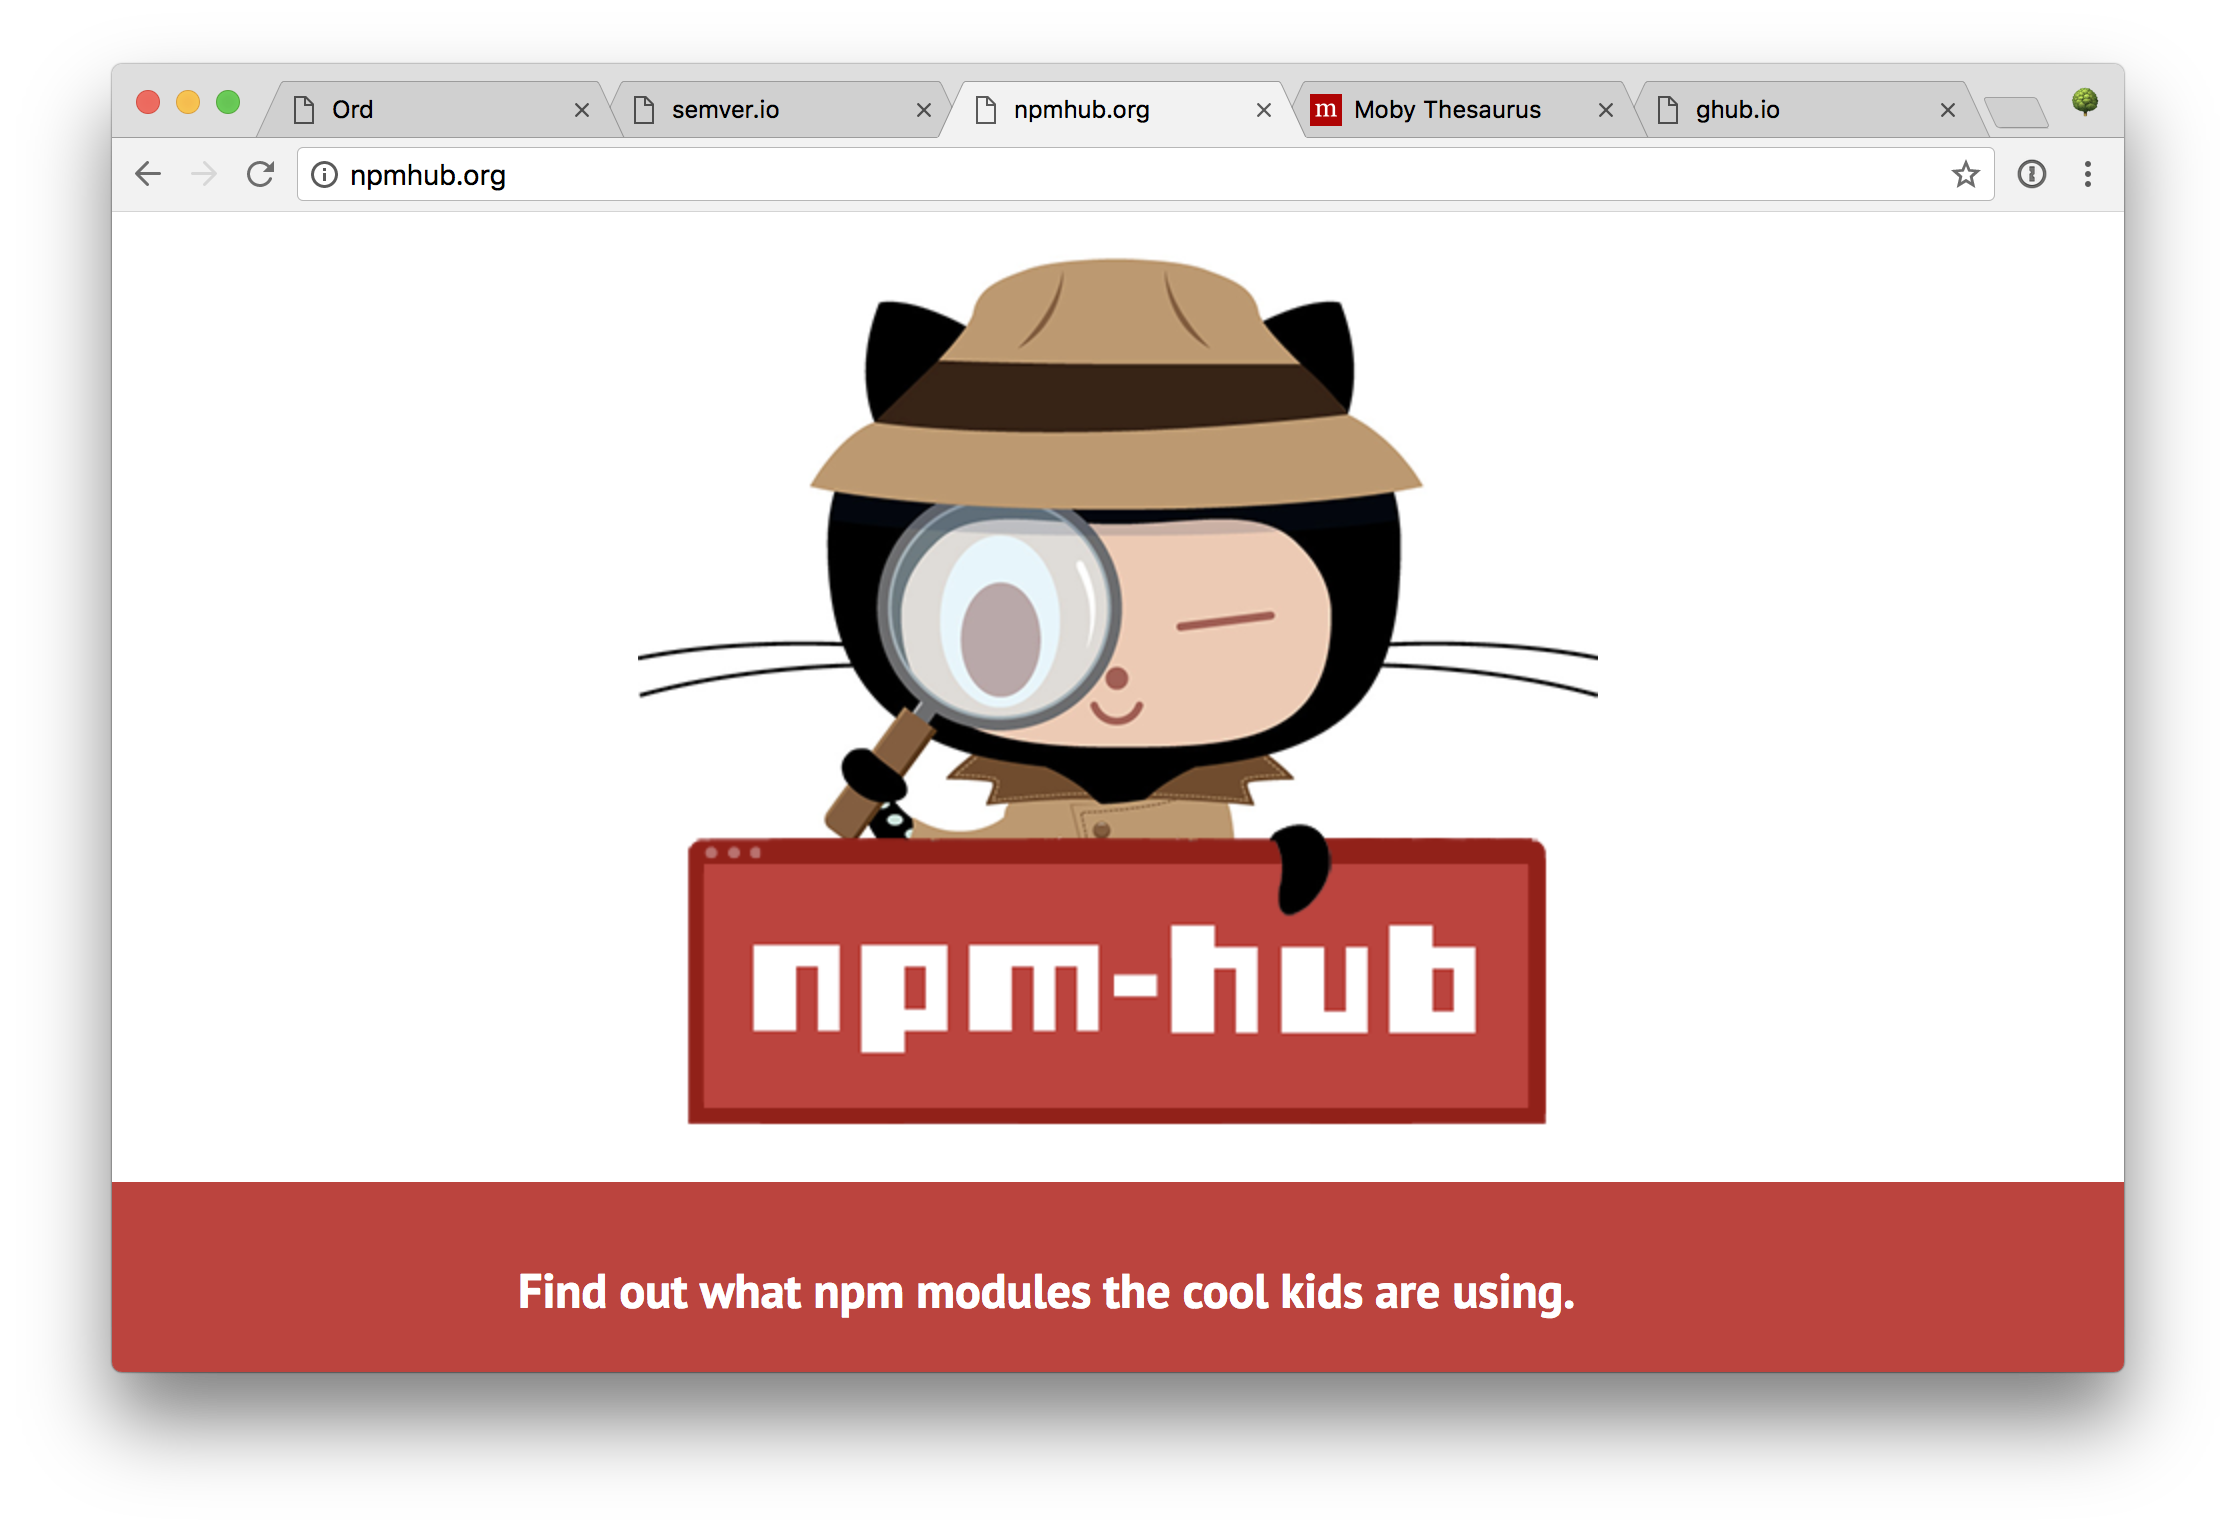 Ord
semver.io
npmhub.org
m Moby Thesaurus
ghub.io
npmhub.org
npm-hub
Find out what npm modules the cool kids are using.